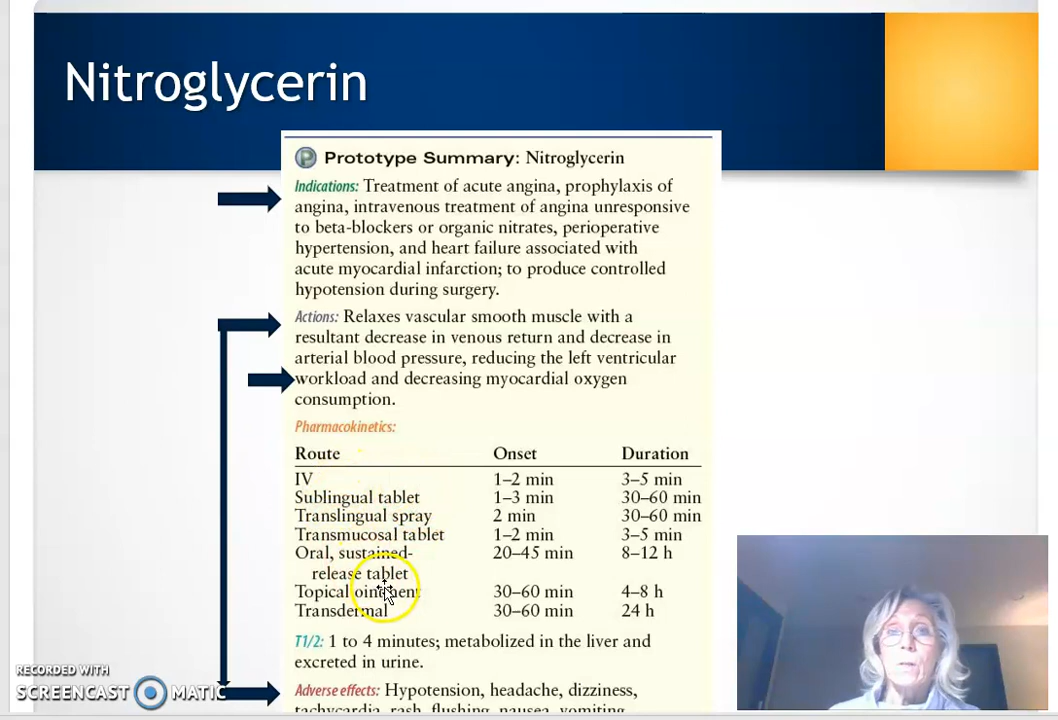 Nitroglycerin
P Prototype Summary: Nitroglycerin
Indications: Treatment of acute angina, prophylaxis of
angina, intravenous treatment of angina unresponsive
to beta-blockers or organic nitrates, perioperative
hypertension, and heart failure associated with
acute myocardial infarction; to produce controlled
hypotension during surgery.
Actions: Relaxes vascular smooth muscle with a
resultant decrease in venous return and decrease in
arterial blood pressure, reducing the left ventricular
workload and decreasing myocardial oxygen
consumption.
Pharmacokinetics:
Route Onset Duration
IV 1–2 min 3–5 min
Sublingual tablet 1–3 min 30–60 min
Translingual spray 2 min 30–60 min
Transmucosal tablet 1–2 min 3–5 min
Oral, sustained- 20–45 min 8–12 h
release tablet
Topical ointment 30–60 min 4–8 h
Transdermal 30–60 min 24 h
T1/2: 1 to 4 minutes; metabolized in the liver and
excreted in urine.
Adverse effects: Hypotension, headache, dizziness,
tachycardia, rash, flushing, nausea, vomiting,
RECORDED WITH
SCREENCAST MATIC